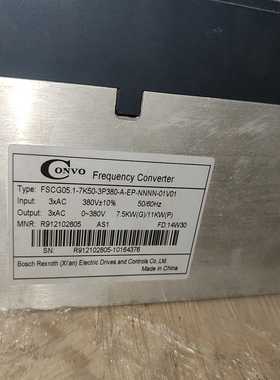 CONVO Frequency Converter
Type: FSCG05.1-7K50-3P380-A-EP-NNNN-01V01
Input: 3xAC 380V±10% 50/60Hz
Output: 3xAC 0~380V 7.5KW(G)/11KW(P)
MNR: R912102605 AS1 FD:14W30
SN: R912102605-10164376
Bosch Rexroth (Xi'an) Electric Drives and Controls Co., Ltd.
Made in China